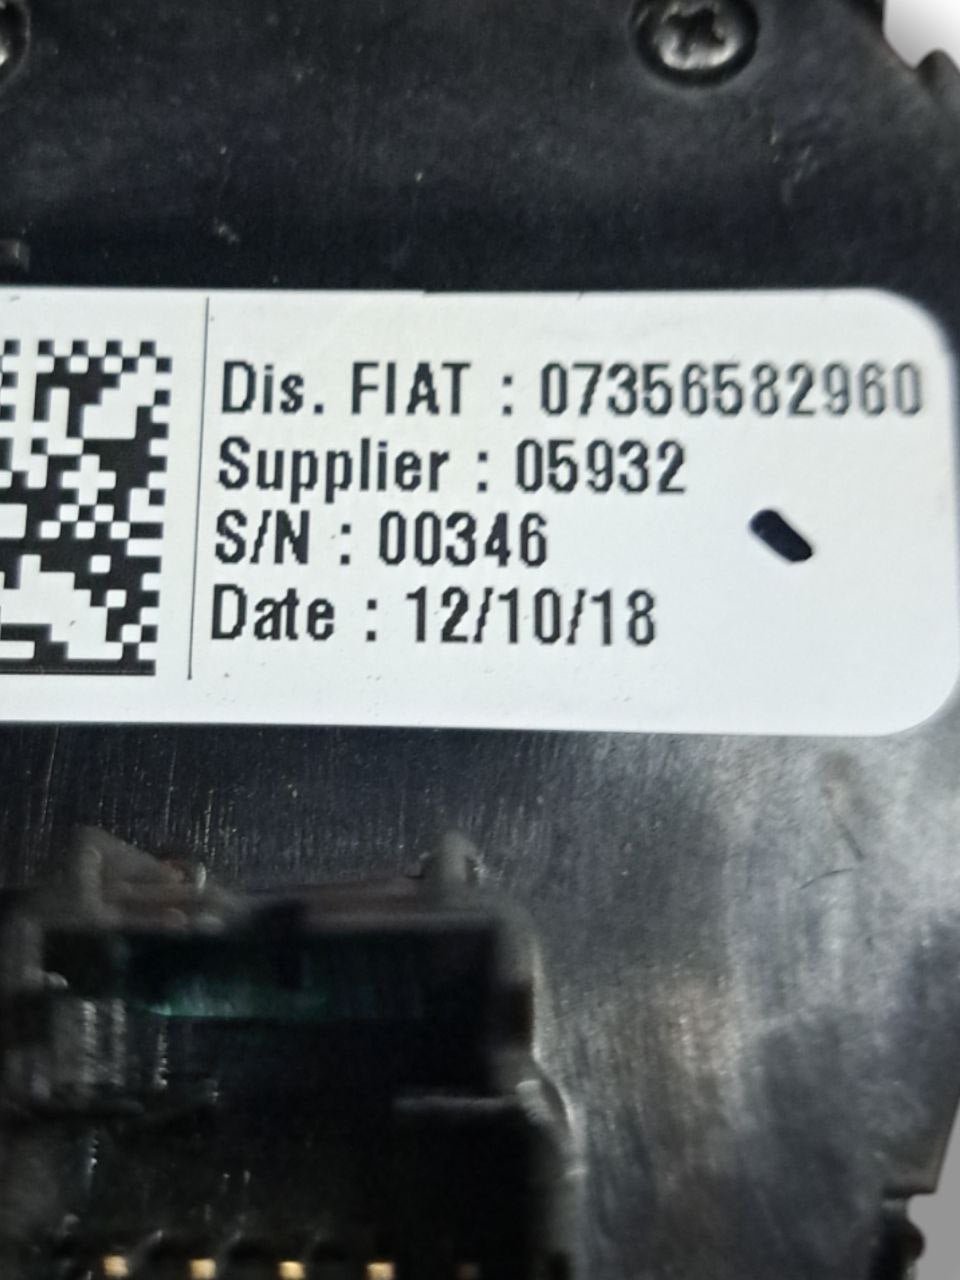 Dis. FIAT : 07356582960
Supplier : 05932
S/N : 00346
Date : 12/10/18